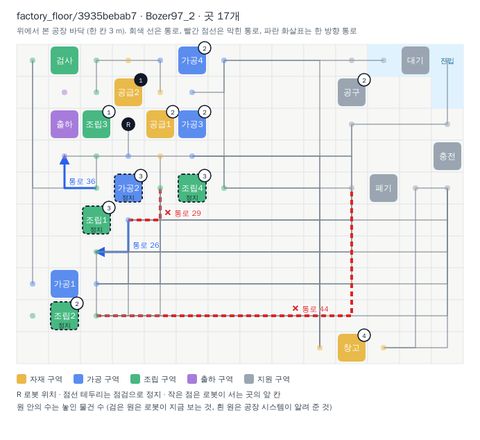 factory_floor/3935bebab7 · Bozer97_2 · 곳 17개
위에서 본 공장 바닥 (한 칸 3 m). 회색 선은 통로, 빨간 점선은 막힌 통로, 파란 화살표는 한 방향 통로
검사
가공4
2
대기
공급2
1
공구
2
출하
조립3
1
R
공급1
2
가공3
2
충전
통로 36
가공2
정지
3
조립4
정지
3
폐기
조립1
정지
3
✕ 통로 29
통로 26
가공1
조립2
정지
2
✕ 통로 44
창고
4
자재 구역
가공 구역
조립 구역
출하 구역
지원 구역
R 로봇 위치 · 점선 테두리는 점검으로 정지 · 작은 점은 로봇이 서는 곳의 앞 칸
원 안의 수는 놓인 물건 수 (검은 원은 로봇이 지금 보는 것, 흰 원은 공장 시스템이 알려 준 것)